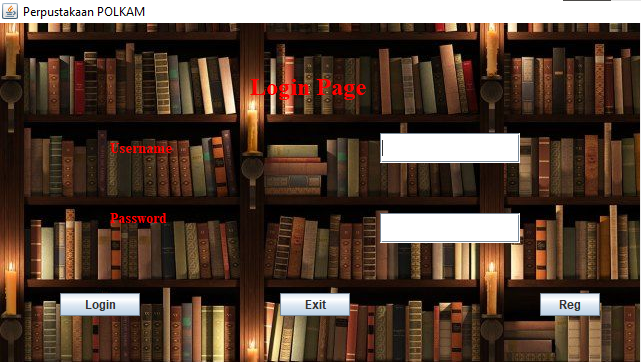 Perpustakaan POLKAM
Login Page
Username
Password
Login Exit Reg